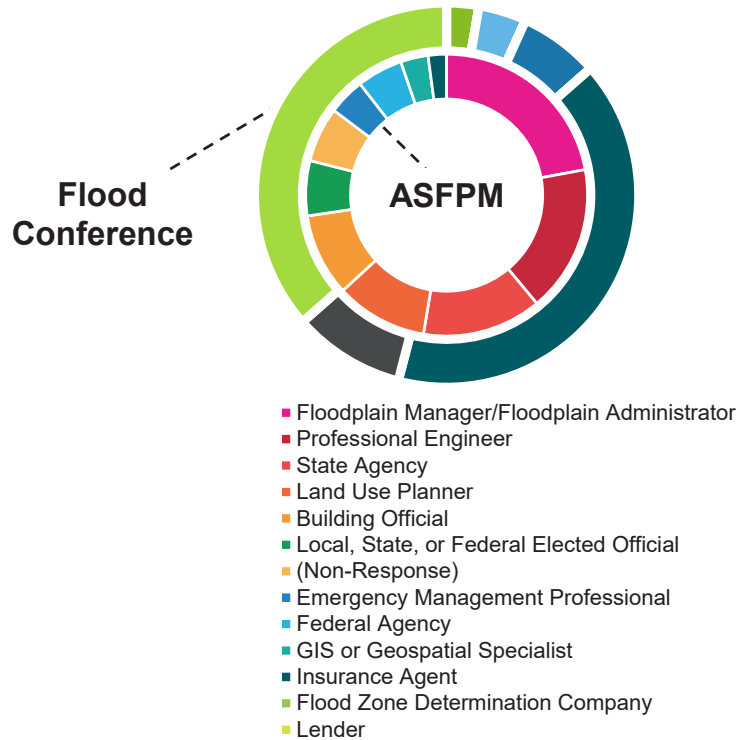 Flood
Conference
ASFPM
Floodplain Manager/Floodplain Administrator
Professional Engineer
State Agency
Land Use Planner
Building Official
Local, State, or Federal Elected Official
(Non-Response)
Emergency Management Professional
Federal Agency
GIS or Geospatial Specialist
Insurance Agent
Flood Zone Determination Company
Lender